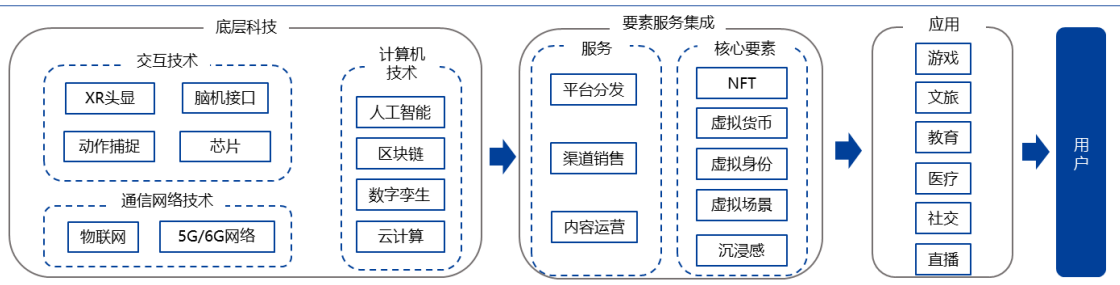 底层科技
交互技术
XR头显
脑机接口
动作捕捉
芯片
通信网络技术
物联网
5G/6G网络
计算机
技术
人工智能
区块链
数字孪生
云计算
要素服务集成
服务
平台分发
渠道销售
内容运营
核心要素
NFT
虚拟货币
虚拟身份
虚拟场景
沉浸感
应用
游戏
文旅
教育
医疗
社交
直播
用
户